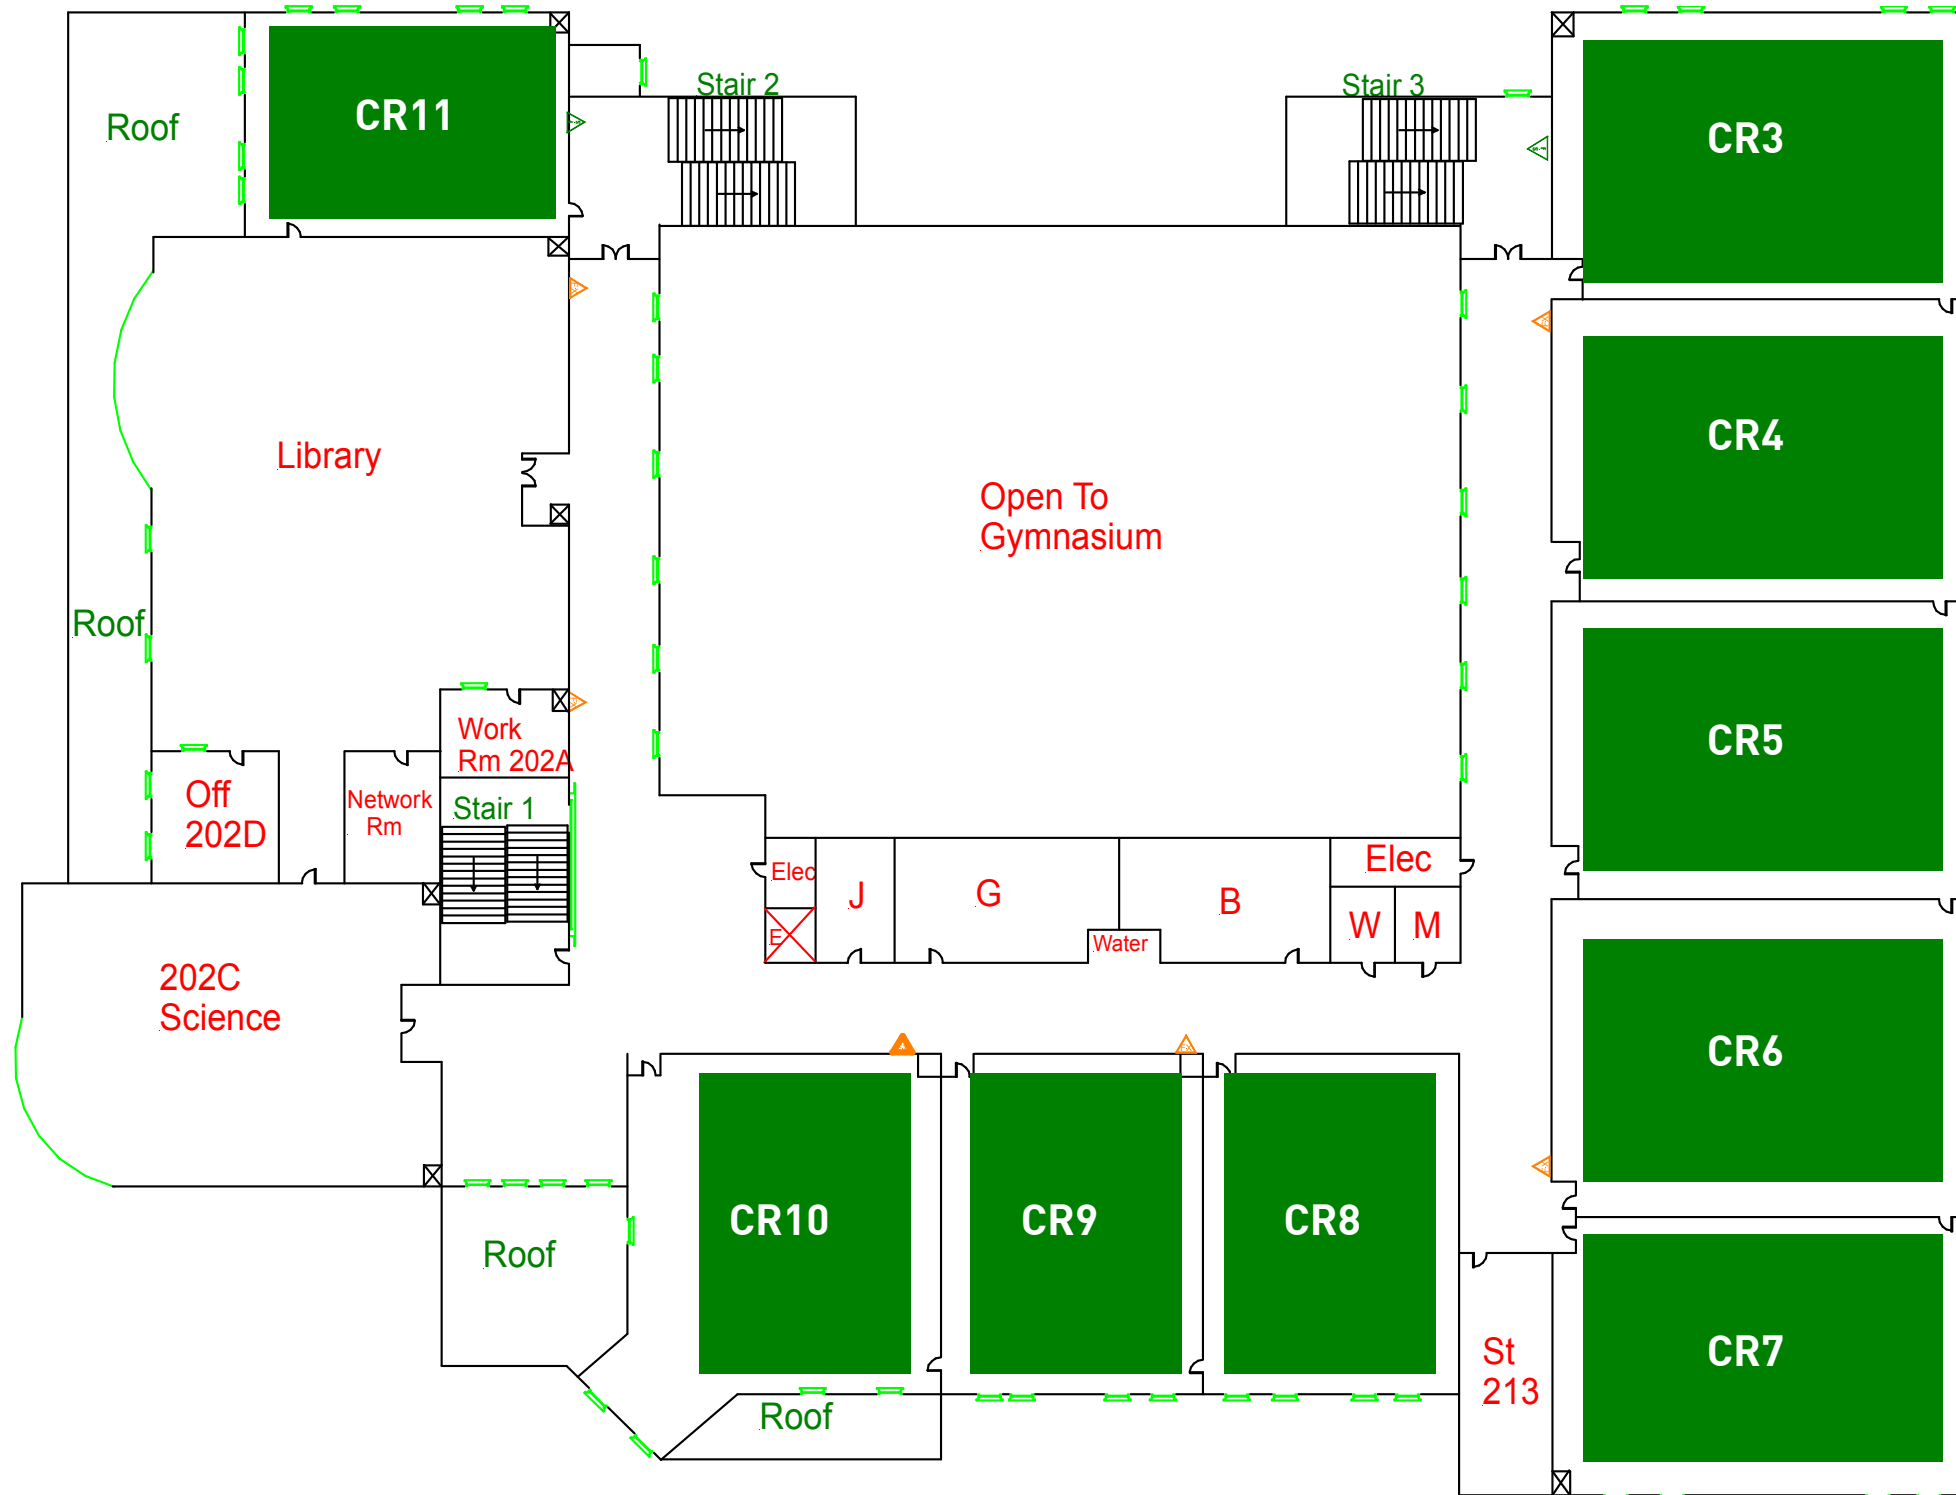 Stair 2
Stair 3
CR11
Roof
CR3
CR4
Library
Open To
Gymnasium
Roof
Work
Rm 202A
CR5
Off
202D
Network
Rm
Stair 1
Elec
J
G
B
Elec
W
M
E
Water
202C
Science
CR6
CR10
CR9
CR8
Roof
St
213
CR7
Roof